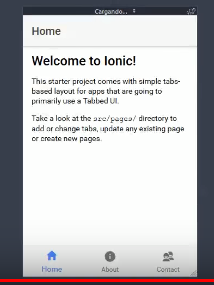 Cargando...
Home
Welcome to Ionic!
This starter project comes with simple tabs-
based layout for apps that are going to
primarily use a Tabbed UI.
Take a look at the src/pages/ directory to
add or change tabs, update any existing page
or create new pages.
Home
About
Contact